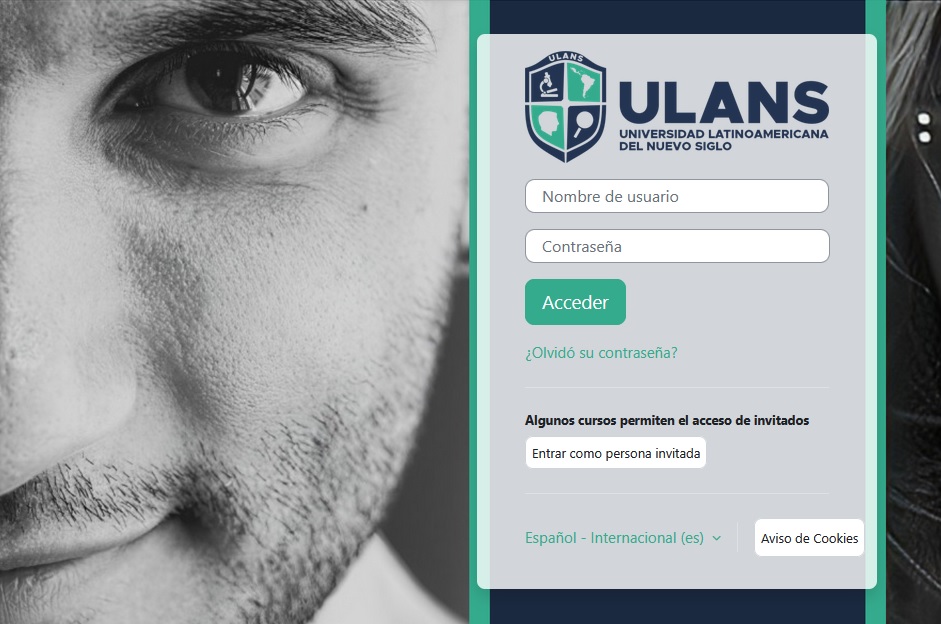 ULANS
ULANS
UNIVERSIDAD LATINOAMERICANA
DEL NUEVO SIGLO
Nombre de usuario
Contraseña
Acceder
¿Olvidó su contraseña?
Algunos cursos permiten el acceso de invitados
Entrar como persona invitada
Español - Internacional (es)
Aviso de Cookies